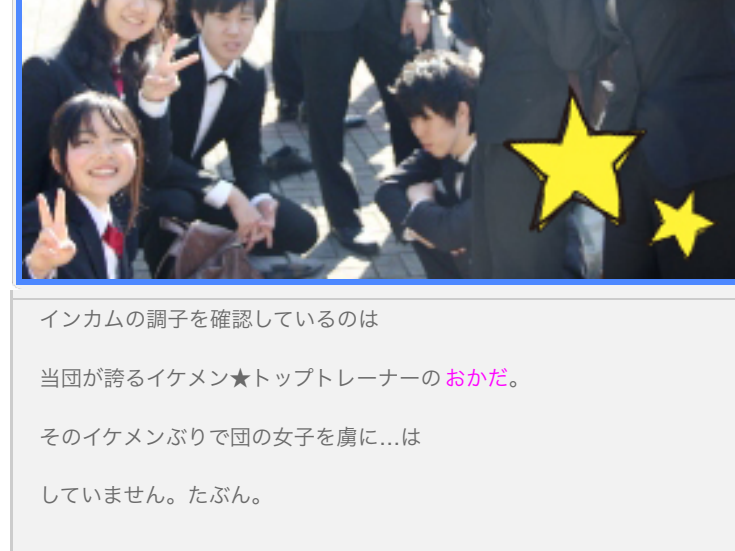 インカムの調子を確認しているのは
当団が誇るイケメン★トップトレーナーのおかだ。
そのイケメンぶりで団の女子を虜に…は
していません。たぶん。